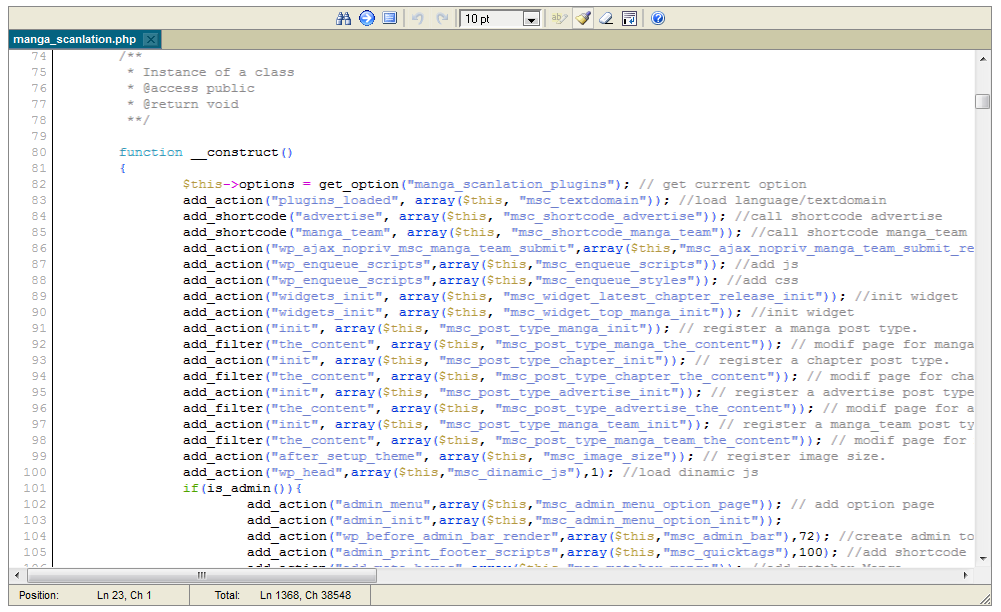 10 pt
manga_scanlation.php
74 /**
75 * Instance of a class
76 * @access public
77 * @return void
78 **/
79
80 function __construct()
81 {
82 $this->options = get_option("manga_scanlation_plugins"); // get current option
83 add_action("plugins_loaded", array($this, "msc_textdomain")); //load language/textdomain
84 add_shortcode("advertise", array($this, "msc_shortcode_advertise")); //call shortcode advertise
85 add_shortcode("manga_team", array($this, "msc_shortcode_manga_team")); //call shortcode manga_team
86 add_action("wp_ajax_nopriv_msc_manga_team_submit",array($this,"msc_ajax_nopriv_manga_team_submit_re
87 add_action("wp_enqueue_scripts",array($this,"msc_enqueue_scripts")); //add js
88 add_action("wp_enqueue_scripts",array($this,"msc_enqueue_styles")); //add css
89 add_action("widgets_init", array($this, "msc_widget_latest_chapter_release_init")); //init widget
90 add_action("widgets_init", array($this, "msc_widget_top_manga_init")); //init widget
91 add_action("init", array($this, "msc_post_type_manga_init")); // register a manga post type.
92 add_filter("the_content", array($this, "msc_post_type_manga_the_content")); // modif page for manga
93 add_action("init", array($this, "msc_post_type_chapter_init")); // register a chapter post type.
94 add_filter("the_content", array($this, "msc_post_type_chapter_the_content")); // modif page for cha
95 add_action("init", array($this, "msc_post_type_advertise_init")); // register a advertise post type
96 add_filter("the_content", array($this, "msc_post_type_advertise_the_content")); // modif page for a
97 add_action("init", array($this, "msc_post_type_manga_team_init")); // register a manga_team post ty
98 add_filter("the_content", array($this, "msc_post_type_manga_team_the_content")); // modif page for
99 add_action("after_setup_theme", array($this, "msc_image_size")); // register image size.
100 add_action("wp_head",array($this,"msc_dinamic_js"),1); //load dinamic js
101 if(is_admin()){
102 add_action("admin_menu",array($this,"msc_admin_menu_option_page")); // add option page
103 add_action("admin_init",array($this,"msc_admin_menu_option_init"));
104 add_action("wp_before_admin_bar_render",array($this,"msc_admin_bar"),72); //create admin to
105 add_action("admin_print_footer_scripts",array($this,"msc_quicktags"),100); //add shortcode
Position: Ln 23, Ch 1 Total: Ln 1368, Ch 38548